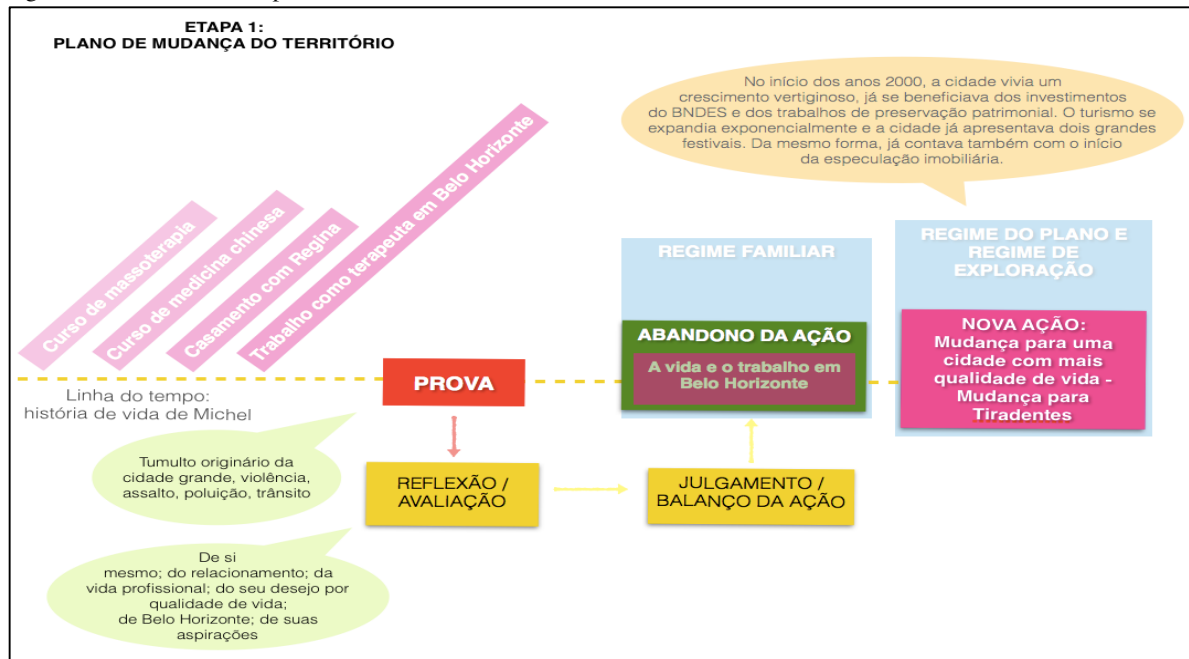 ETAPA 1:
PLANO DE MUDANÇA DO TERRITÓRIO
No início dos anos 2000, a cidade vivia um
crescimento vertiginoso, já se beneficiava dos investimentos
do BNDES e dos trabalhos de preservação patrimonial. O turismo se
expandia exponencialmente e a cidade já apresentava dois grandes
festivais. Da mesmo forma, já contava também com o início
da especulação imobiliária.
Curso de massoterapia
Curso de medicina chinesa
Casamento com Regina
Trabalho como terapeuta em Belo Horizonte
REGIME FAMILIAR
REGIME DO PLANO E
REGIME DE
EXPLORAÇÃO
ABANDONO DA AÇÃO
A vida e o trabalho em
Belo Horizonte
NOVA AÇÃO:
Mudança para uma
cidade com mais
qualidade de vida -
Mudança para
Tiradentes
PROVA
Linha do tempo:
história de vida de Michel
Tumulto originário da
cidade grande, violência,
assalto, poluição, trânsito
REFLEXÃO /
AVALIAÇÃO
JULGAMENTO /
BALANÇO DA AÇÃO
De si
mesmo; do relacionamento; da
vida profissional; do seu desejo por
qualidade de vida;
de Belo Horizonte; de suas
aspirações